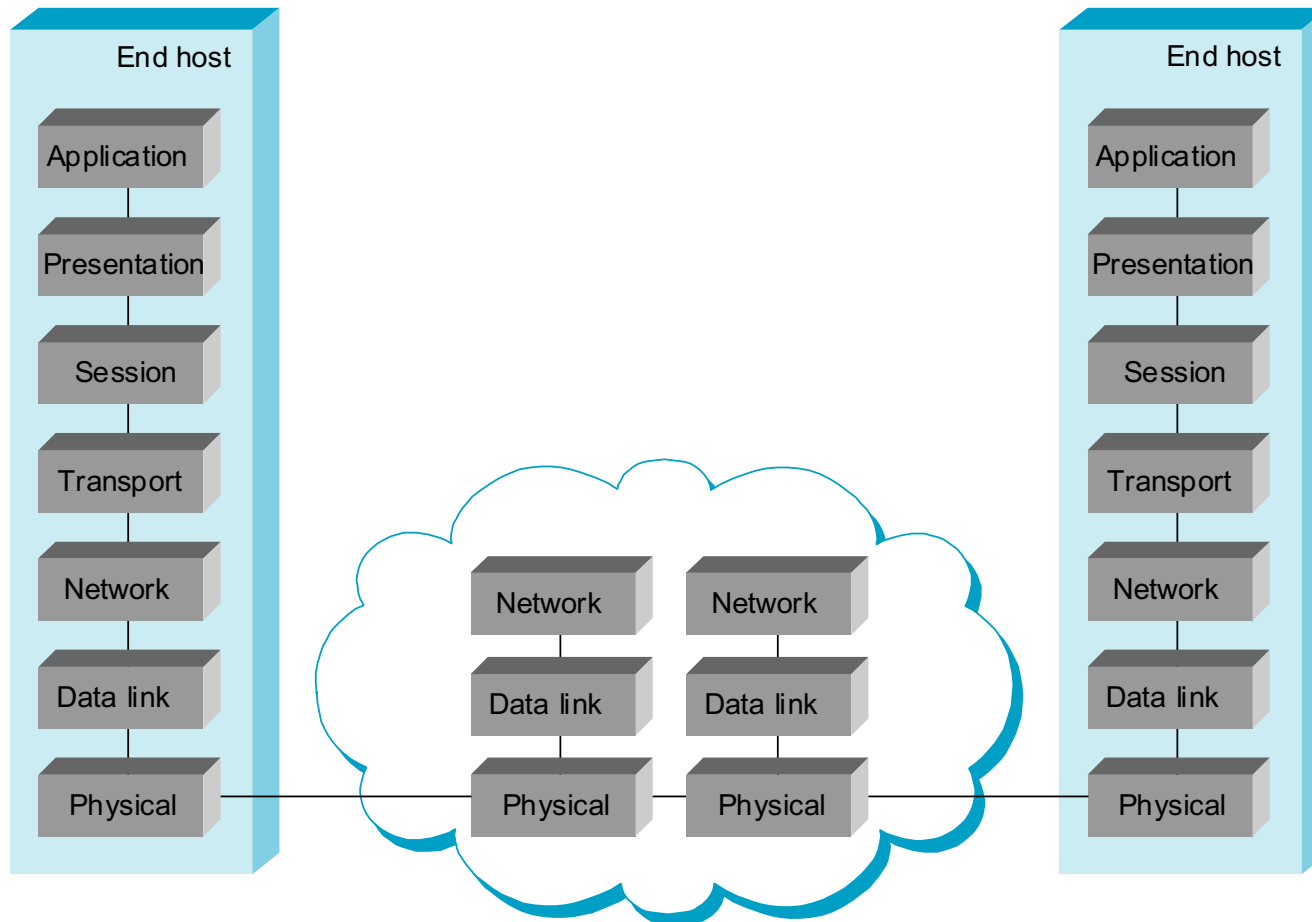 End host
Application
Presentation
Session
Transport
Network
Data link
Physical
Network
Data link
Physical
Network
Data link
Physical
End host
Application
Presentation
Session
Transport
Network
Data link
Physical